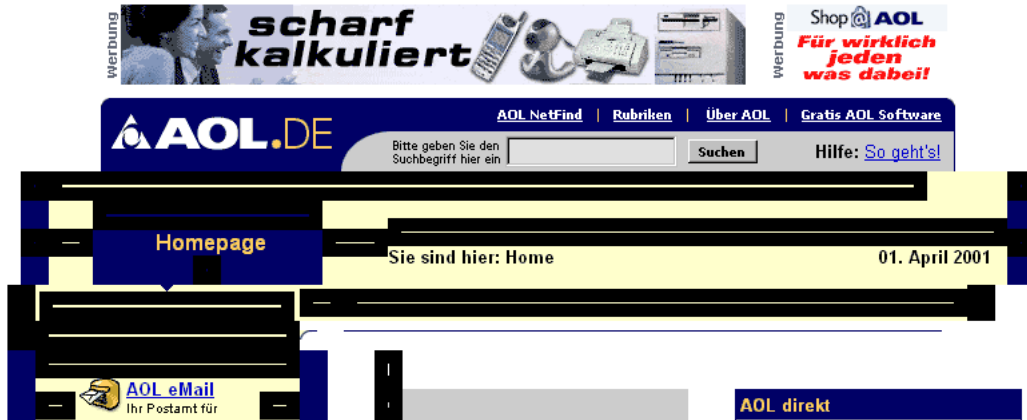 Werbung
scharf
kalkuliert
Werbung
Shop@AOL
Für wirklich
jeden
was dabei!
AOL.DE
AOL NetFind | Rubriken | Über AOL | Gratis AOL Software
Bitte geben Sie den
Suchbegriff hier ein
Suchen
Hilfe: So geht's!
Homepage
Sie sind hier: Home
01. April 2001
AOL eMail
Ihr Postamt für
AOL direkt